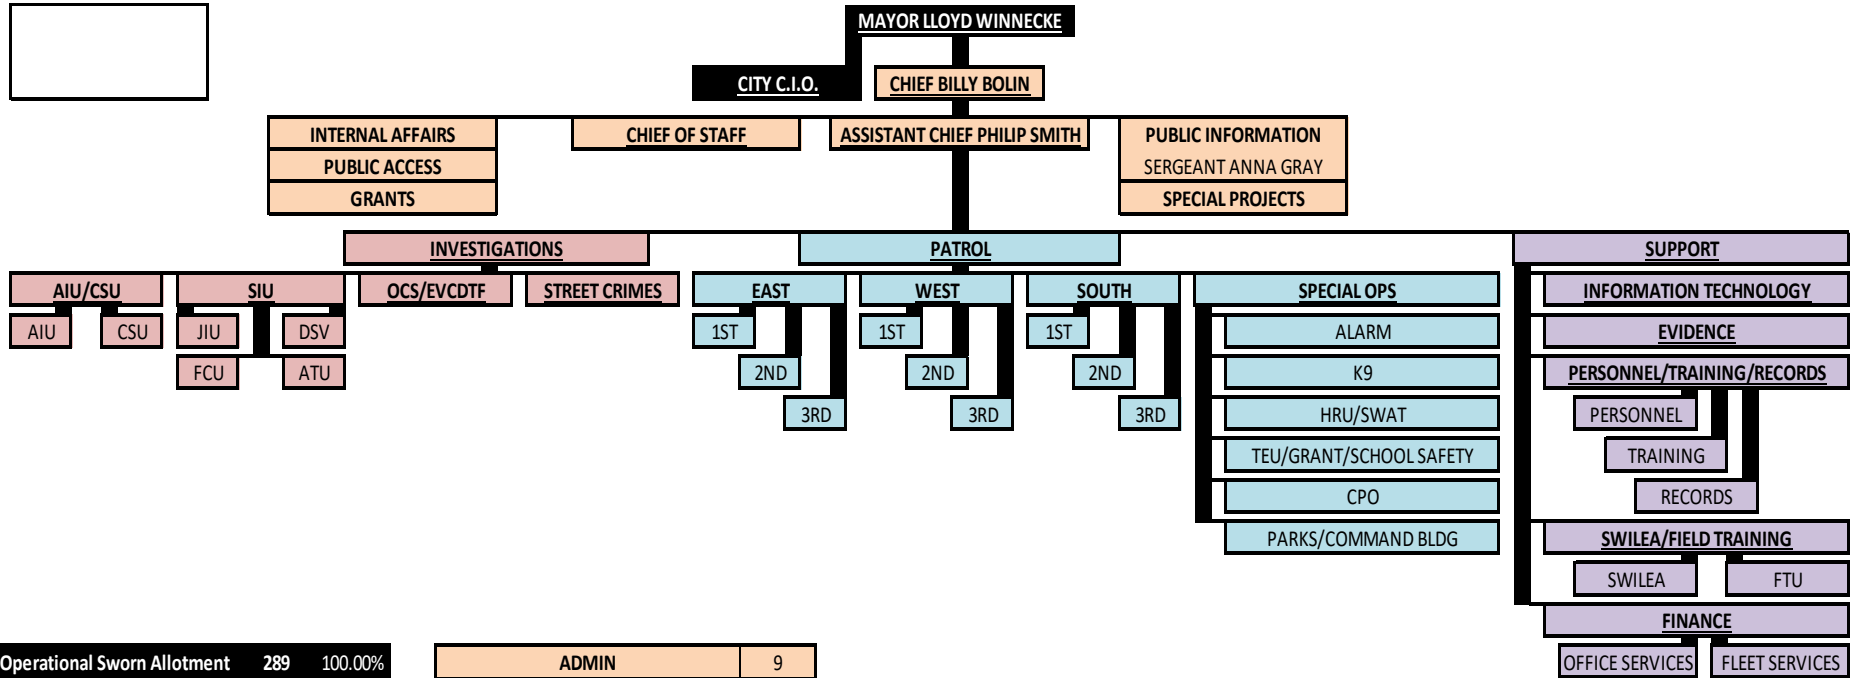 MAYOR LLOYD WINNECKE
CITY C.I.O.
CHIEF BILLY BOLIN
INTERNAL AFFAIRS
CHIEF OF STAFF
ASSISTANT CHIEF PHILIP SMITH
PUBLIC INFORMATION
PUBLIC ACCESS
SERGEANT ANNA GRAY
GRANTS
SPECIAL PROJECTS
INVESTIGATIONS
PATROL
SUPPORT
AIU/CSU
SIU
OCS/EVCDTF
STREET CRIMES
EAST
WEST
SOUTH
SPECIAL OPS
INFORMATION TECHNOLOGY
AIU
CSU
JIU
DSV
1ST
1ST
1ST
ALARM
EVIDENCE
FCU
ATU
2ND
2ND
2ND
K9
PERSONNEL/TRAINING/RECORDS
3RD
3RD
3RD
HRU/SWAT
PERSONNEL
TEU/GRANT/SCHOOL SAFETY
TRAINING
CPO
RECORDS
PARKS/COMMAND BLDG
SWILEA/FIELD TRAINING
SWILEA
FTU
FINANCE
Operational Sworn Allotment 289 100.00%
ADMIN 9
OFFICE SERVICES
FLEET SERVICES